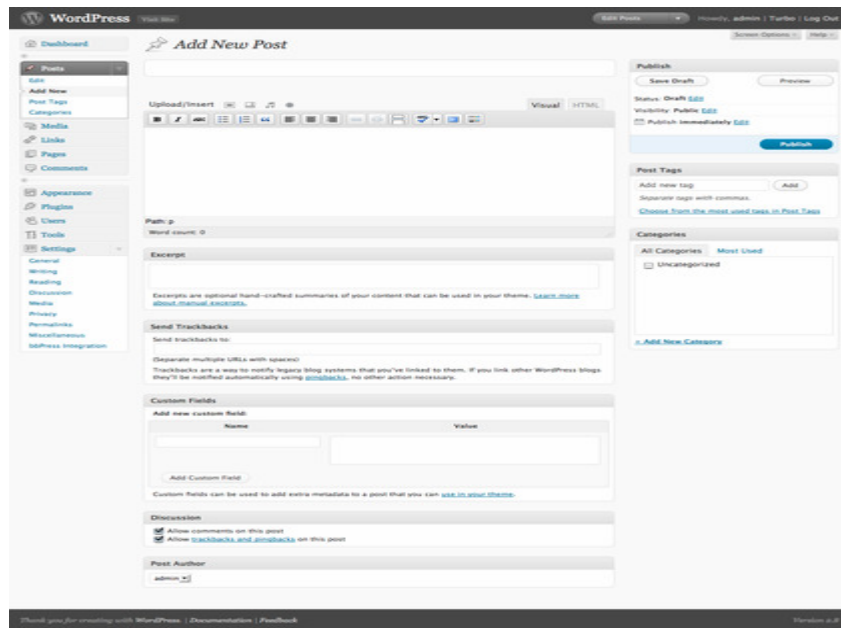 WordPress Visit Site
Edit Posts Howdy, admin | Turbo | Log Out
Screen Options Help
Dashboard
Posts
Edit
Add New
Post Tags
Categories
Media
Links
Pages
Comments
Appearance
Plugins
Users
Tools
Settings
General
Writing
Reading
Discussion
Media
Privacy
Permalinks
Miscellaneous
bbPress Integration
Add New Post
Upload/Insert
Visual HTML
Path: p
Word count: 0
Excerpt
Excerpts are optional hand-crafted summaries of your content that can be used in your theme. Learn more
about manual excerpts.
Send Trackbacks
Send trackbacks to:
(Separate multiple URLs with spaces)
Trackbacks are a way to notify legacy blog systems that you've linked to them. If you link other WordPress blogs
they'll be notified automatically using pingbacks, no other action necessary.
Custom Fields
Add new custom field:
Name Value
Add Custom Field
Custom fields can be used to add extra metadata to a post that you can use in your theme.
Discussion
Allow comments on this post
Allow trackbacks and pingbacks on this post
Post Author
admin
Publish
Save Draft Preview
Status: Draft Edit
Visibility: Public Edit
Publish immediately Edit
Publish
Post Tags
Add new tag Add
Separate tags with commas.
Choose from the most used tags in Post Tags
Categories
All Categories Most Used
Uncategorized
+ Add New Category
Thank you for creating with WordPress | Documentation | Feedback
Version